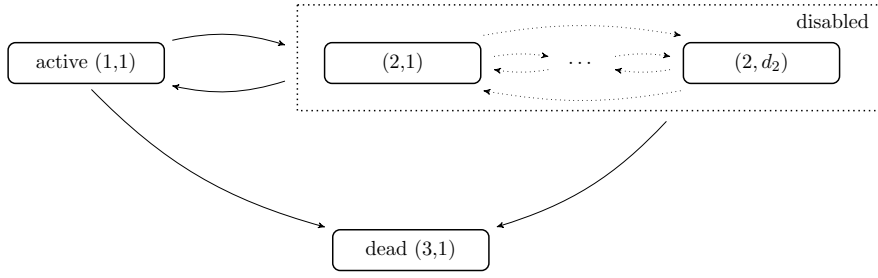 disabled
active (1,1)
(2,1)
...
(2, d₂)
dead (3,1)